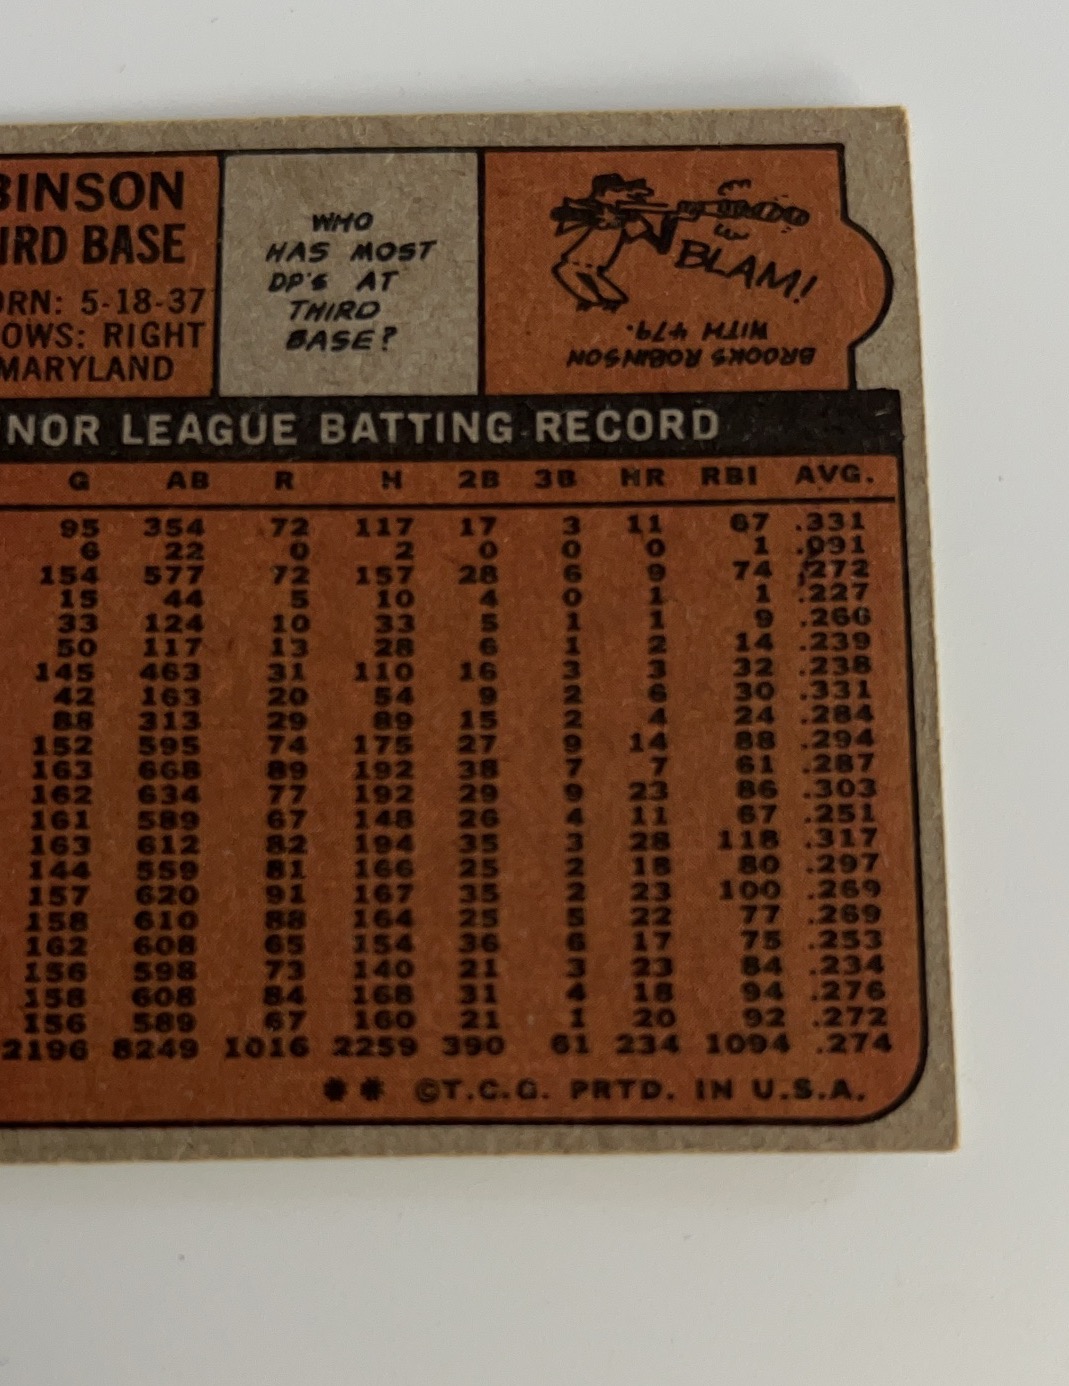 BINSON
IRD BASE
ORN: 5-18-37
OWS: RIGHT
MARYLAND
WHO
HAS MOST
DP'S AT
THIRD
BASE?
BLAM!
BROOKS ROBINSON
WITH 479.
NOR LEAGUE BATTING RECORD
G AB R H 2B 3B HR RBI AVG.
95 354 72 117 17 3 11 67 .331
6 22 0 2 0 0 0 1 .091
154 577 72 157 28 6 9 74 .272
15 44 5 10 4 0 1 1 .227
33 124 10 33 5 1 1 9 .266
50 117 13 28 6 1 2 14 .239
145 463 31 110 16 3 3 32 .238
42 163 20 54 9 2 6 30 .331
88 313 29 89 15 2 4 24 .284
152 595 74 175 27 9 14 88 .294
163 668 89 192 38 7 7 61 .287
162 634 77 192 29 9 23 86 .303
161 589 67 148 26 4 11 67 .251
163 612 82 194 35 3 28 118 .317
144 559 81 166 25 2 18 80 .297
157 620 91 167 35 2 23 100 .269
158 610 88 164 25 5 22 77 .269
162 608 65 154 36 6 17 75 .253
156 598 73 140 21 3 23 84 .234
158 608 84 168 31 4 18 94 .276
156 589 67 160 21 1 20 92 .272
2196 8249 1016 2259 390 61 234 1094 .274
** ©T.C.G. PRTD. IN U.S.A.